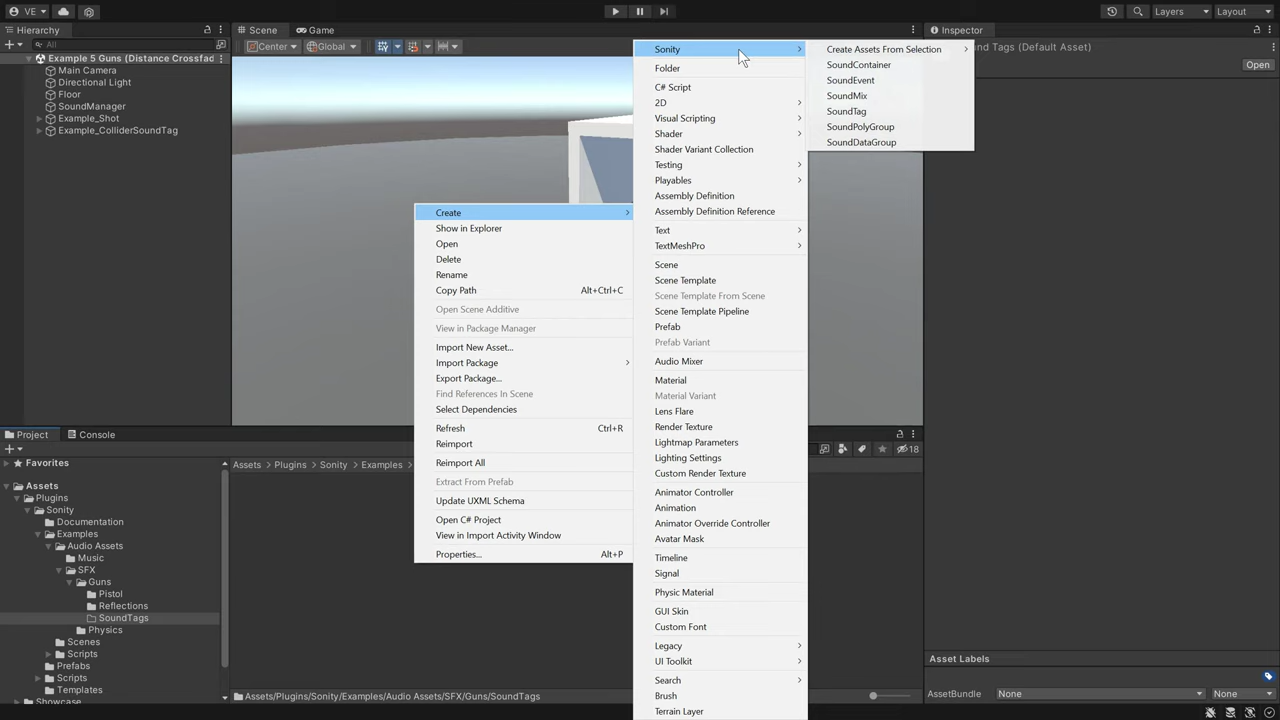 VE
Layers
Layout
Hierarchy
Scene
Game
Inspector
All
Center
Global
d Tags (Default Asset)
Open
Example 5 Guns (Distance Crossfad
Main Camera
Directional Light
Floor
SoundManager
Example_Shot
Example_ColliderSoundTag
Create
Show in Explorer
Open
Delete
Rename
Copy Path Alt+Ctrl+C
Open Scene Additive
View in Package Manager
Import New Asset...
Import Package
Export Package...
Find References In Scene
Select Dependencies
Refresh Ctrl+R
Reimport
Reimport All
Extract From Prefab
Update UXML Schema
Open C# Project
View in Import Activity Window
Properties... Alt+P
Sonity
Folder
C# Script
2D
Visual Scripting
Shader
Shader Variant Collection
Testing
Playables
Assembly Definition
Assembly Definition Reference
Text
TextMeshPro
Scene
Scene Template
Scene Template From Scene
Scene Template Pipeline
Prefab
Prefab Variant
Audio Mixer
Material
Material Variant
Lens Flare
Render Texture
Lightmap Parameters
Lighting Settings
Custom Render Texture
Animator Controller
Animation
Animator Override Controller
Avatar Mask
Timeline
Signal
Physic Material
GUI Skin
Custom Font
Legacy
UI Toolkit
Search
Brush
Terrain Layer
Create Assets From Selection
SoundContainer
SoundEvent
SoundMix
SoundTag
SoundPolyGroup
SoundDataGroup
Project
Console
18
Favorites
Assets
Plugins
Sonity
Documentation
Examples
Audio Assets
Music
SFX
Guns
Pistol
Reflections
SoundTags
Physics
Scenes
Scripts
Prefabs
Scripts
Templates
Showcase
Assets > Plugins > Sonity > Examples >
Assets/Plugins/Sonity/Examples/Audio Assets/SFX/Guns/SoundTags
Asset Labels
AssetBundle None None